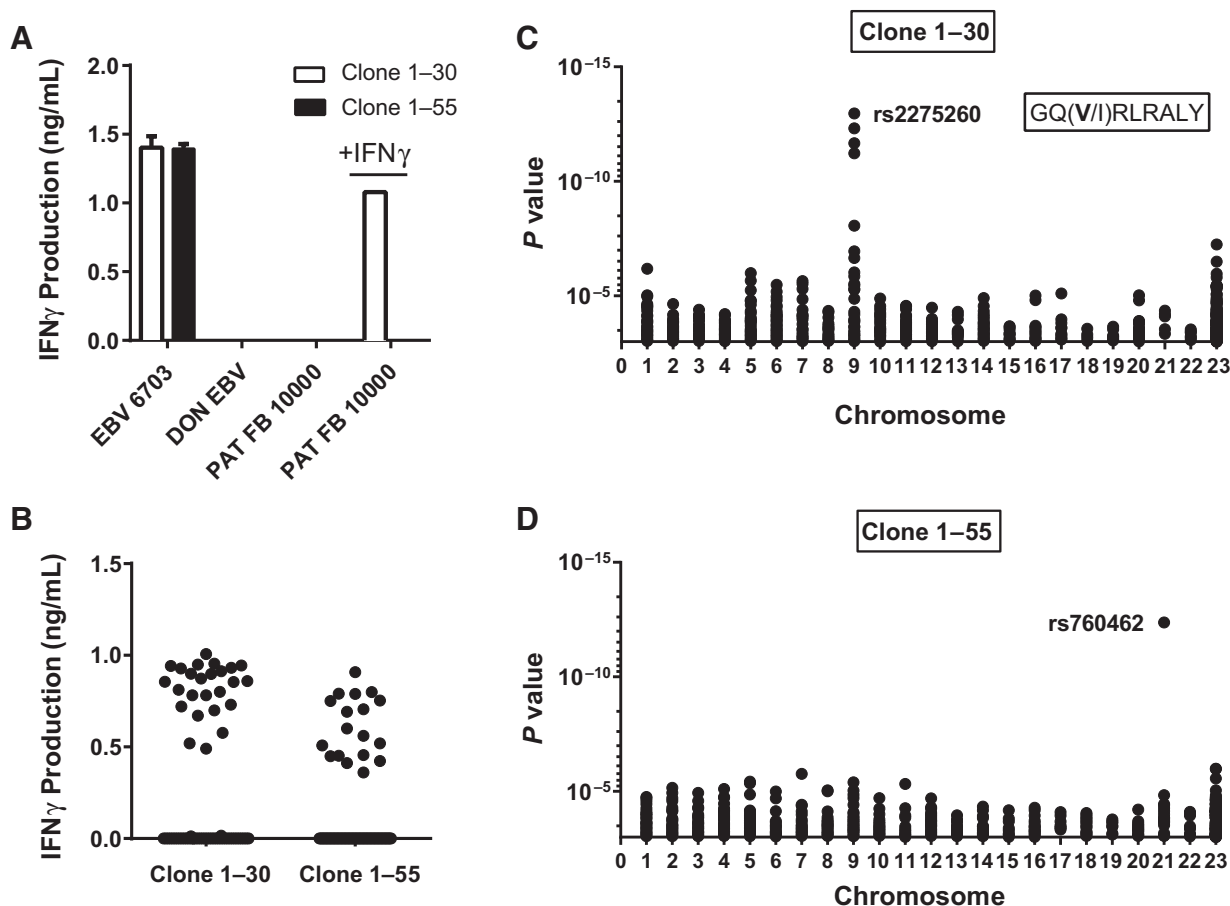 A
IFNγ Production (ng/mL)
2.0
1.5
1.0
0.5
0.0
Clone 1–30
Clone 1–55
+IFNγ
EBV 6703
DON EBV
PAT FB 10000
PAT FB 10000
B
IFNγ Production (ng/mL)
1.5
1.0
0.5
0.0
Clone 1–30 Clone 1–55
C
Clone 1–30
P value
10⁻¹⁵
10⁻¹⁰
10⁻⁵
rs2275260
GQ(V/I)RLRALY
0 1 2 3 4 5 6 7 8 9 10 11 12 13 14 15 16 17 18 19 20 21 22 23
Chromosome
D
Clone 1–55
P value
10⁻¹⁵
10⁻¹⁰
10⁻⁵
rs760462
0 1 2 3 4 5 6 7 8 9 10 11 12 13 14 15 16 17 18 19 20 21 22 23
Chromosome